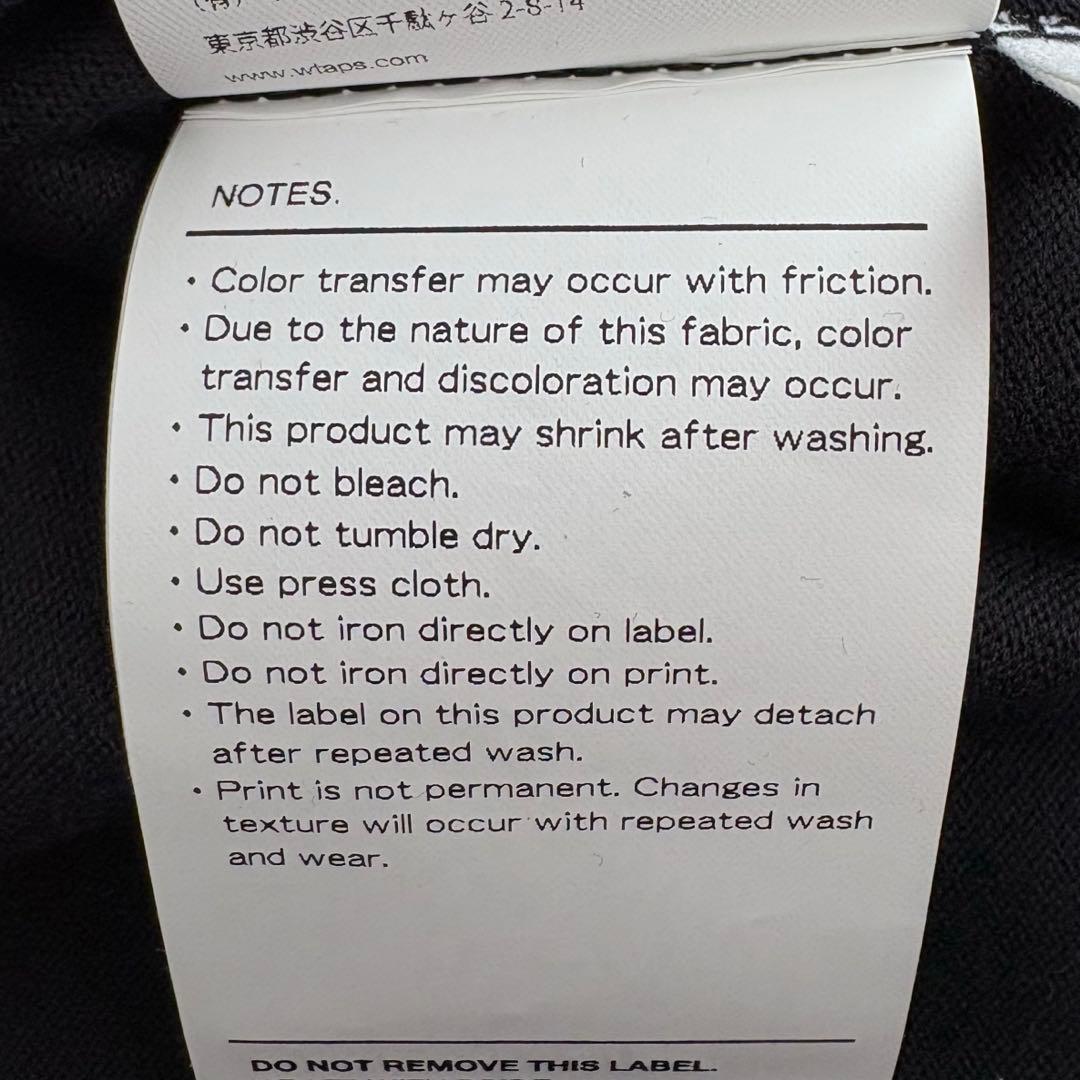 (有)
東京都渋谷区千駄ヶ谷 2-8-14
www.wtaps.com
NOTES.
・Color transfer may occur with friction.
・Due to the nature of this fabric, color
transfer and discoloration may occur.
・This product may shrink after washing.
・Do not bleach.
・Do not tumble dry.
・Use press cloth.
・Do not iron directly on label.
・Do not iron directly on print.
・The label on this product may detach
after repeated wash.
・Print is not permanent. Changes in
texture will occur with repeated wash
and wear.
DO NOT REMOVE THIS LABEL.